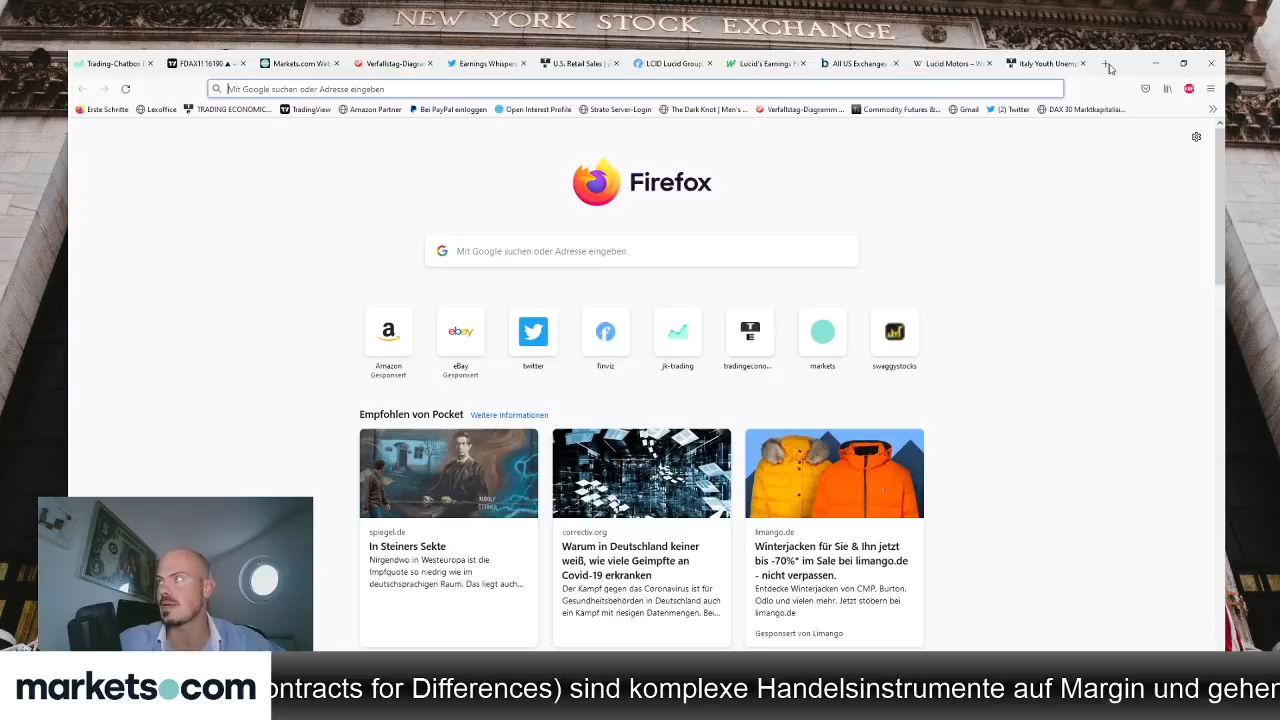 NEW YORK STOCK EXCHANGE
Trading-Chatbox
FDAX1! 16190
Markets.com Web
Verfallstag-Diagram
Earnings Whispers
U.S. Retail Sales |
LCID Lucid Group,
Lucid's Earnings F
All US Exchange
Lucid Motors –
Italy Youth Unemp
Mit Google suchen oder Adresse eingeben
Erste Schritte
Lexoffice
TRADING ECONOMIC...
TradingView
Amazon Partner
Bei PayPal einloggen
Open Interest Profile
Strato Server-Login
The Dark Knot | Men's ...
Verfallstag-Diagramm ...
Commodity Futures &...
Gmail
(2) Twitter
DAX 30 Marktkapitalisi...
Firefox
Mit Google suchen oder Adresse eingeben
a
ebay
f
TE
Amazon
eBay
twitter
finviz
jk-trading
tradingecono...
markets
swaggystocks
Gesponsert
Gesponsert
Empfohlen von Pocket Weitere Informationen
RUDOLF
STEINER
spiegel.de
In Steiners Sekte
Nirgendwo in Westeuropa ist die
Impfquote so niedrig wie im
deutschsprachigen Raum. Das liegt auch...
correctiv.org
Warum in Deutschland keiner
weiß, wie viele Geimpfte an
Covid-19 erkranken
Der Kampf gegen das Coronavirus ist für
Gesundheitsbehörden in Deutschland auch
ein Kampf mit riesigen Datenmengen. Bei...
limango.de
Winterjacken für Sie & Ihn jetzt
bis -70%* im Sale bei limango.de
- nicht verpassen.
Entdecke Winterjacken von CMP, Burton,
Odlo und vielen mehr. Jetzt stöbern bei
limango.de
Gesponsert von Limango
markets.com
ontracts for Differences) sind komplexe Handelsinstrumente auf Margin und gehen